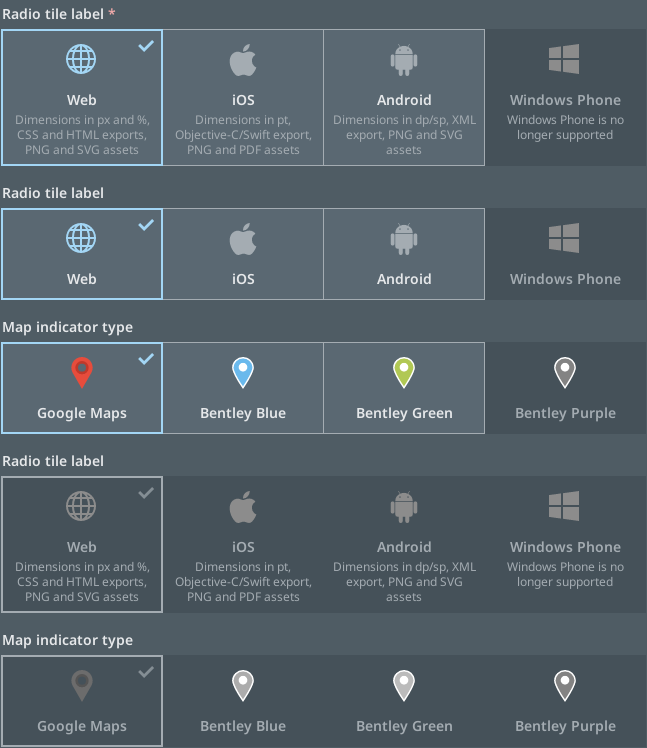 Radio tile label *
Web
Dimensions in px and %,
CSS and HTML exports,
PNG and SVG assets
iOS
Dimensions in pt,
Objective-C/Swift export,
PNG and PDF assets
Android
Dimensions in dp/sp, XML
export, PNG and SVG
assets
Windows Phone
Windows Phone is no
longer supported
Radio tile label
Web
iOS
Android
Windows Phone
Map indicator type
Google Maps
Bentley Blue
Bentley Green
Bentley Purple
Radio tile label
Web
Dimensions in px and %,
CSS and HTML exports,
PNG and SVG assets
iOS
Dimensions in pt,
Objective-C/Swift export,
PNG and PDF assets
Android
Dimensions in dp/sp, XML
export, PNG and SVG
assets
Windows Phone
Windows Phone is no
longer supported
Map indicator type
Google Maps
Bentley Blue
Bentley Green
Bentley Purple